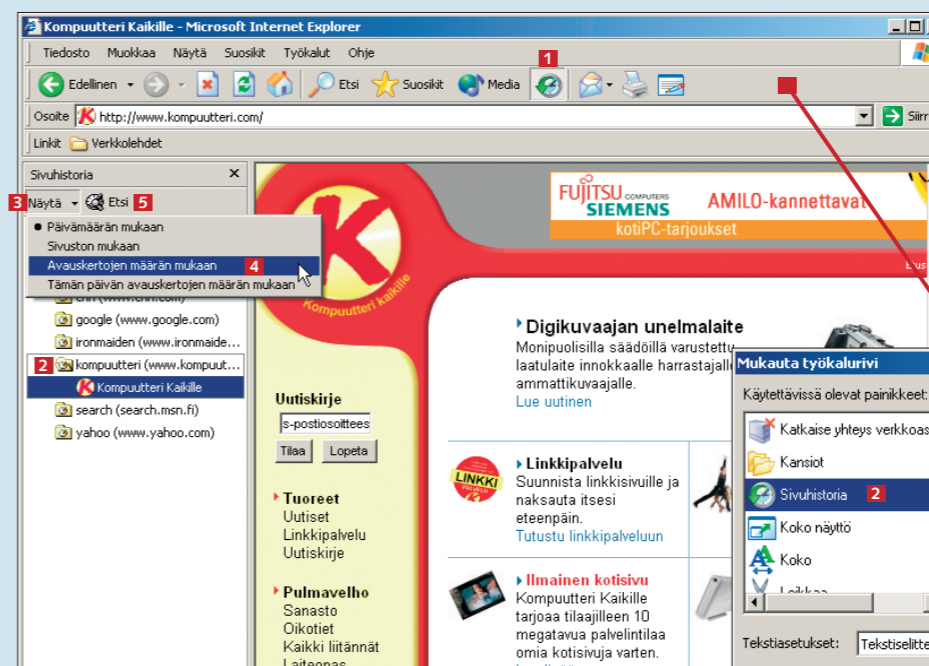 Kompuutteri Kaikille - Microsoft Internet Explorer
Tiedosto Muokkaa Näytä Suosikit Työkalut Ohje
1
Edellinen Etsi Suosikit Media
Osoite http://www.kompuutteri.com/ Siirr
Linkit Verkkolehdet
Sivuhistoria x
3 Näytä Etsi 5
Päivämäärän mukaan
Sivuston mukaan
Avauskertojen määrän mukaan 4
Tämän päivän avauskertojen määrän mukaan
cnn (www.cnn.com)
google (www.google.com)
ironmaiden (www.ironmaide...
2 kompuutteri (www.kompuut...
Kompuutteri Kaikille
search (search.msn.fi)
yahoo (www.yahoo.com)
K
Kompuutteri kaikille
FUJITSU COMPUTERS
SIEMENS
AMILO-kannettavat
kotiPC-tarjoukset
Etus
Uutiskirje
s-postiosoittees
Tilaa Lopeta
Tuoreet
Uutiset
Linkkipalvelu
Uutiskirje
Pulmavelho
Sanasto
Oikotiet
Kaikki liitännät
Laiteopas
Digikuvaajan unelmalaite
Monipuolisilla säädöillä varustettu
laatulaite innokkaalle harrastajalle
ammattikuvaajalle.
Lue uutinen
LINKKI
Linkkipalvelu
Suunnista linkkisivuille ja
naksauta itsesi
eteenpäin.
Tutustu linkkipalveluun
Ilmainen kotisivu
Kompuutteri Kaikille
tarjoaa tilaajilleen 10
megatavua palvelintilaa
omia kotisivuja varten.
Mukauta työkalurivi
Käytettävissä olevat painikkeet:
Katkaise yhteys verkkoas
Kansiot
Sivuhistoria 2
Koko näyttö
Koko
Leikkaa
Tekstiasetukset: Tekstiselitte